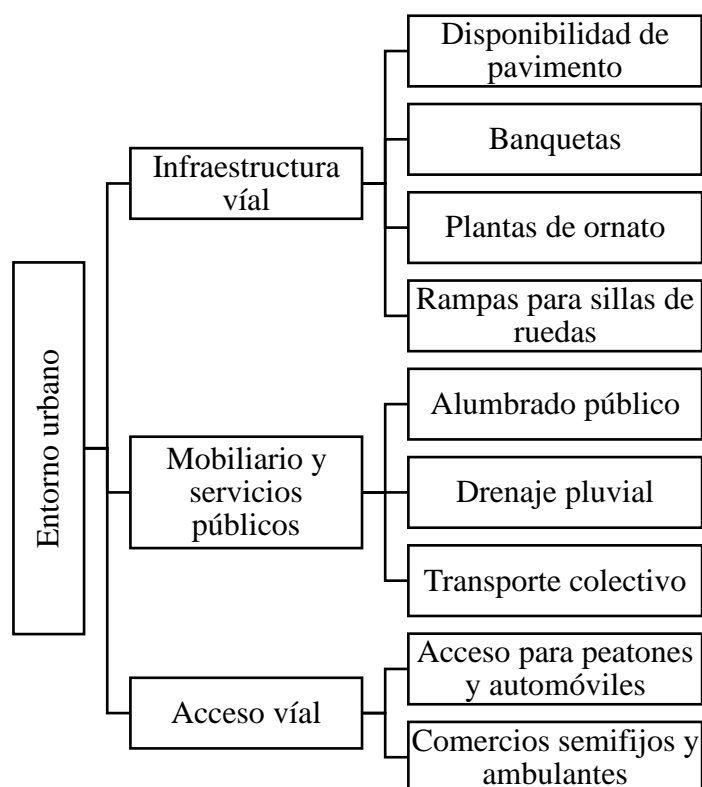 Entorno urbano
Infraestructura
víal
Disponibilidad de
pavimento
Banquetas
Plantas de ornato
Rampas para sillas de
ruedas
Mobiliario y
servicios
públicos
Alumbrado público
Drenaje pluvial
Transporte colectivo
Acceso víal
Acceso para peatones
y automóviles
Comercios semifijos y
ambulantes